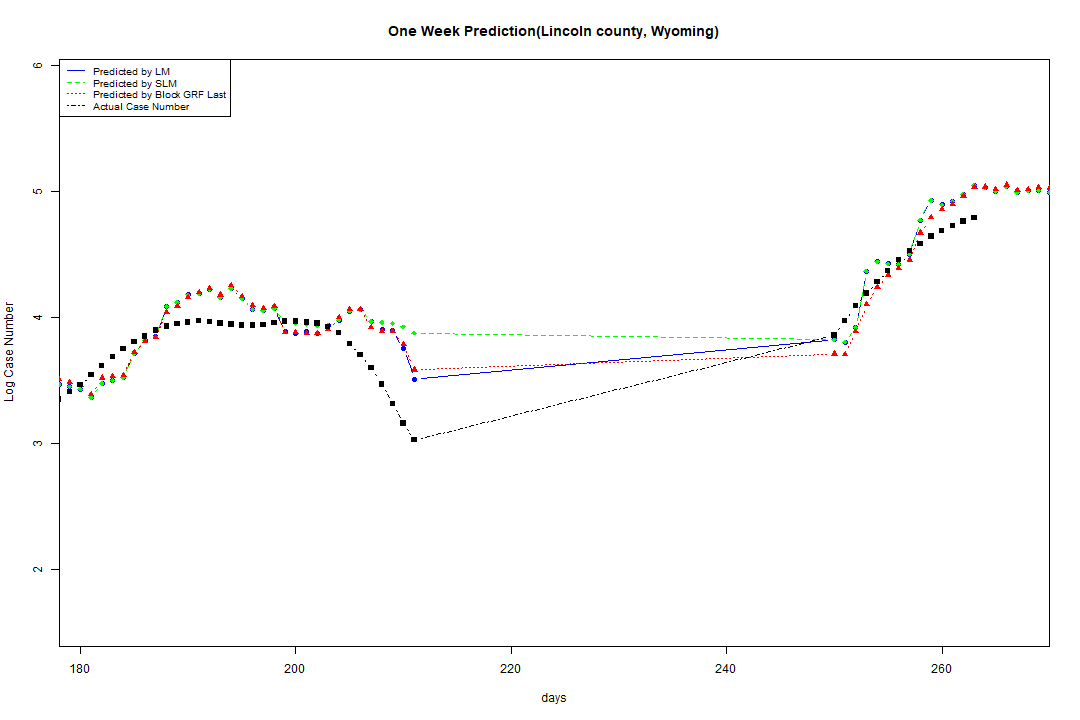 One Week Prediction(Lincoln county, Wyoming)
Predicted by LM
Predicted by SLM
Predicted by Block GRF Last
Actual Case Number
Log Case Number
6
5
4
3
2
180 200 220 240 260
days